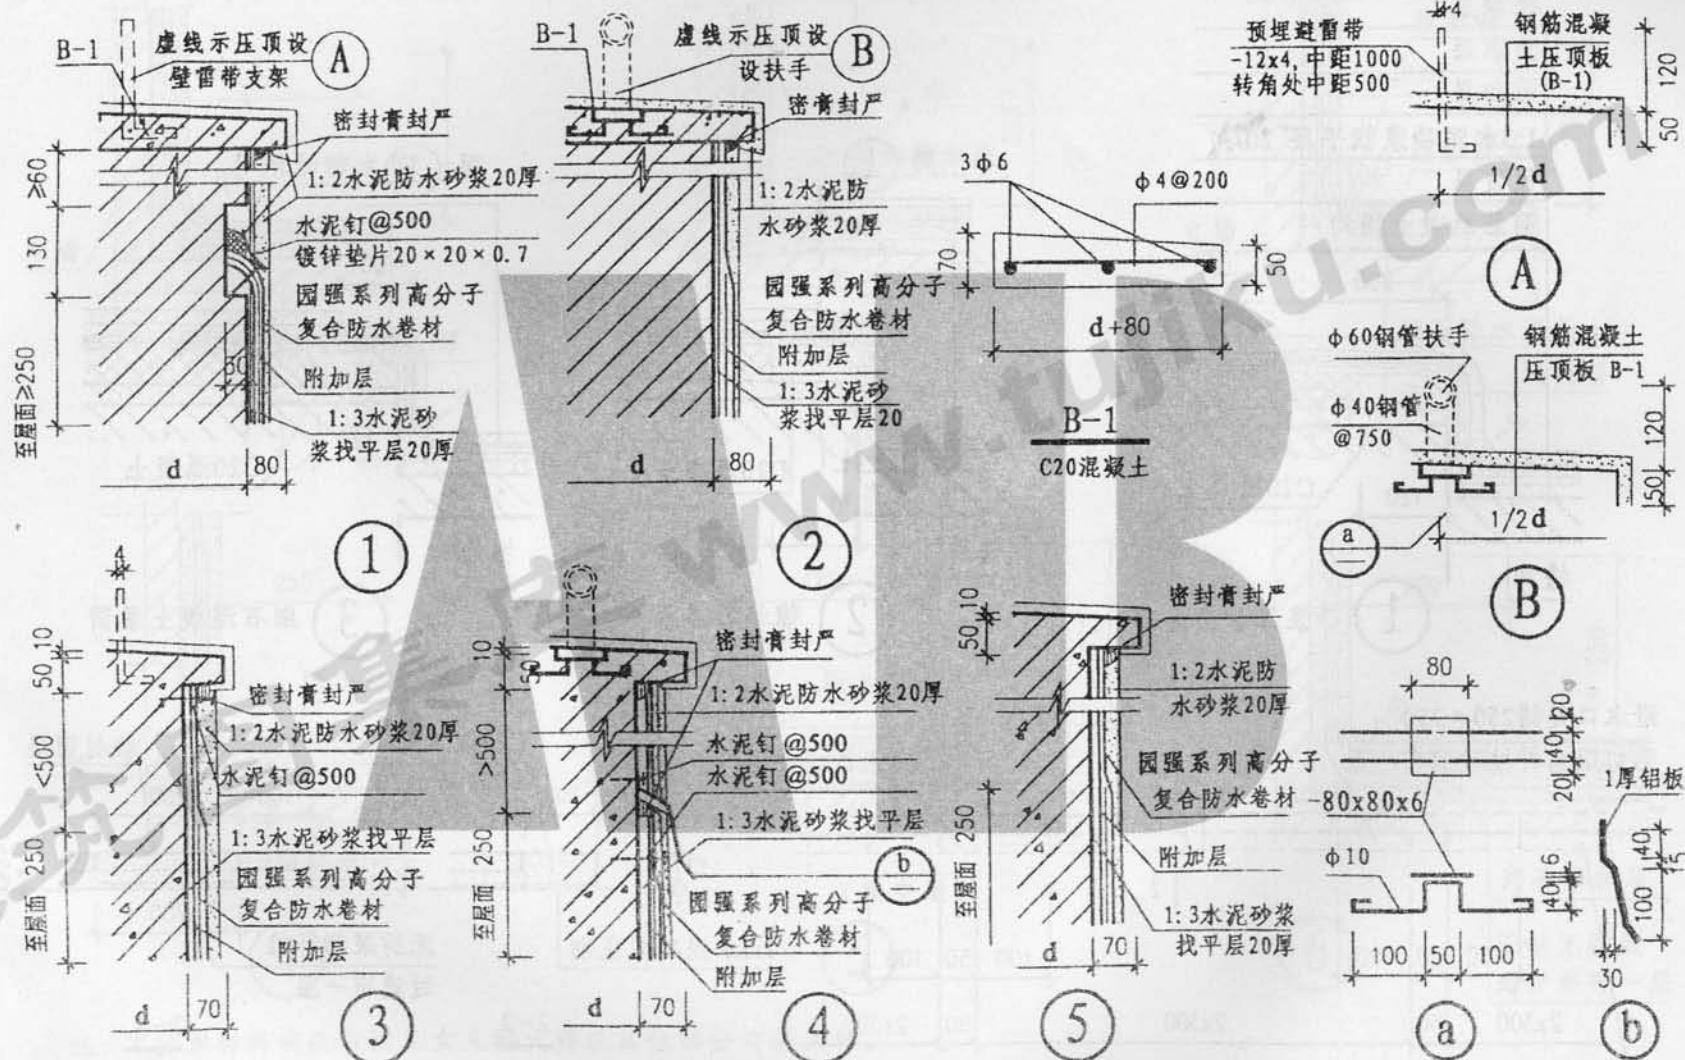 B-1
虚线示压顶设
壁雷带支架
A
密封膏封严
1:2水泥防水砂浆20厚
水泥钉@500
镀锌垫片20×20×0.7
园强系列高分子
复合防水卷材
附加层
1:3水泥砂
浆找平层20厚
≥60
130
至屋面≥250
60
d
80
1
B-1
虚线示压顶设
设扶手
B
密膏封严
1:2水泥防
水砂浆20厚
园强系列高分子
复合防水卷材
附加层
1:3水泥砂
浆找平层20
d
80
2
3φ6
φ4@200
70
50
d+80
B-1
C20混凝土
预埋避雷带
-12x4,中距1000
转角处中距500
4
钢筋混凝
土压顶板
(B-1)
120
50
1/2d
A
φ60钢管扶手
钢筋混凝土
压顶板 B-1
φ40钢管
@750
120
50
1/2d
a
B
4
10
50
<500
至屋面 250
密封膏封严
1:2水泥防水砂浆20厚
水泥钉@500
1:3水泥砂浆找平层
园强系列高分子
复合防水卷材
附加层
d
70
3
10
50
>500
至屋面 250
密膏封严
1:2水泥防水砂浆20厚
水泥钉@500
水泥钉@500
1:3水泥砂浆找平层
b
园强系列高分子
复合防水卷材
附加层
d
70
4
10
50
至屋面 250
密封膏封严
1:2水泥防
水砂浆20厚
园强系列高分子
复合防水卷材
附加层
1:3水泥砂浆
找平层20厚
d
70
5
80
20
40
20
-80x80x6
φ10
6
40
100
50
100
a
1厚铝板
40
15
100
30
b
www.tujiku.com